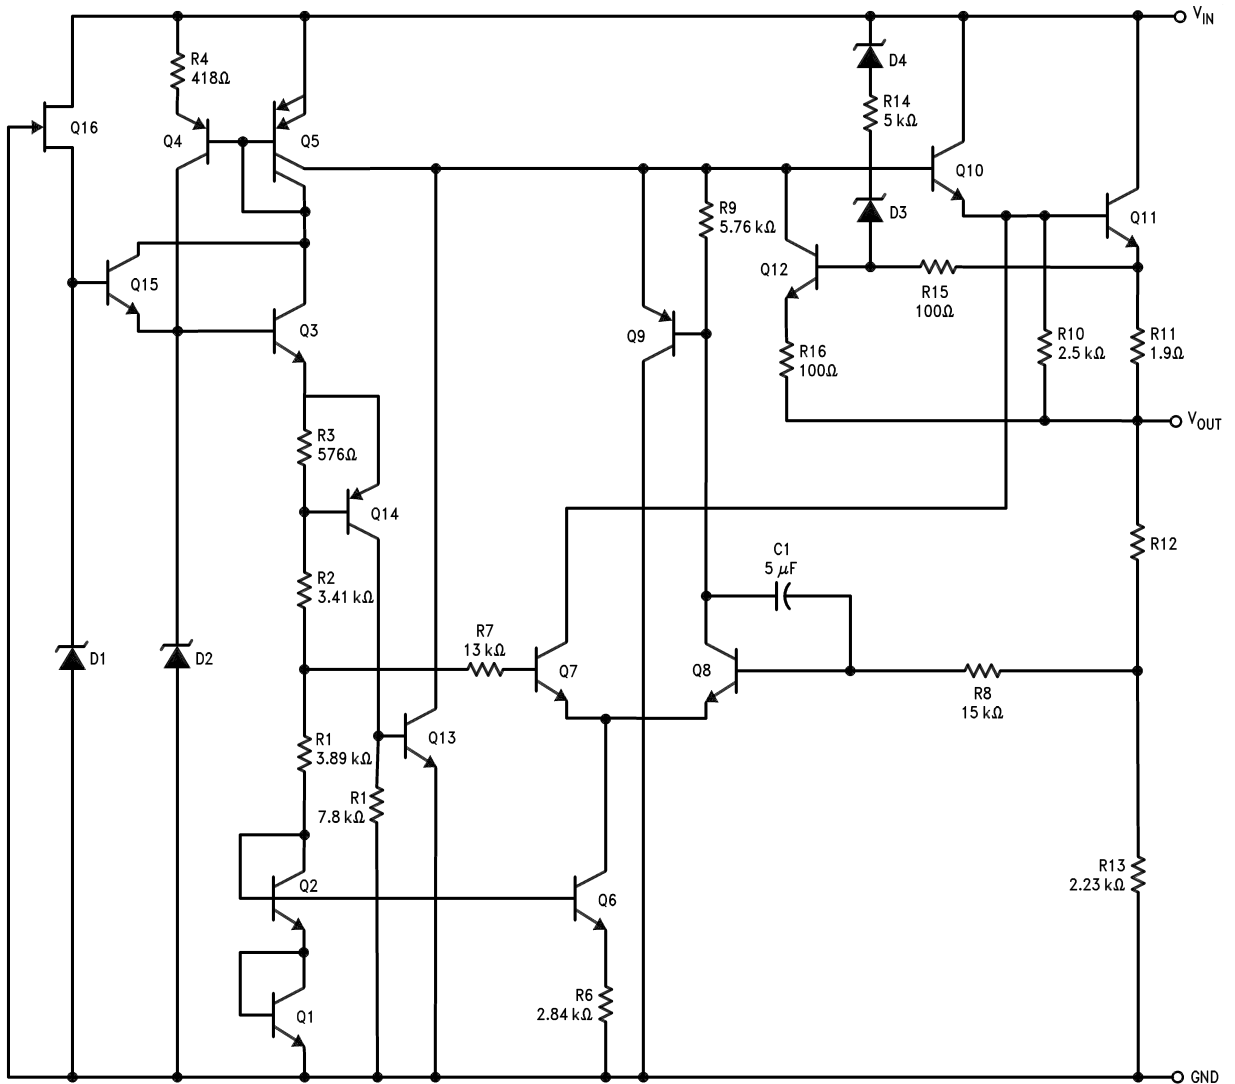 V_IN
R4
418Ω
D4
R14
5 kΩ
Q16
Q4
Q5
Q10
R9
5.76 kΩ
D3
Q11
Q15
Q12
R15
100Ω
Q3
Q9
R16
100Ω
R10
2.5 kΩ
R11
1.9Ω
V_OUT
R3
576Ω
Q14
C1
5 μF
R12
R2
3.41 kΩ
R7
13 kΩ
D1
D2
Q7
Q8
R8
15 kΩ
R1
3.89 kΩ
Q13
R1
7.8 kΩ
R13
2.23 kΩ
Q2
Q6
R6
2.84 kΩ
Q1
GND